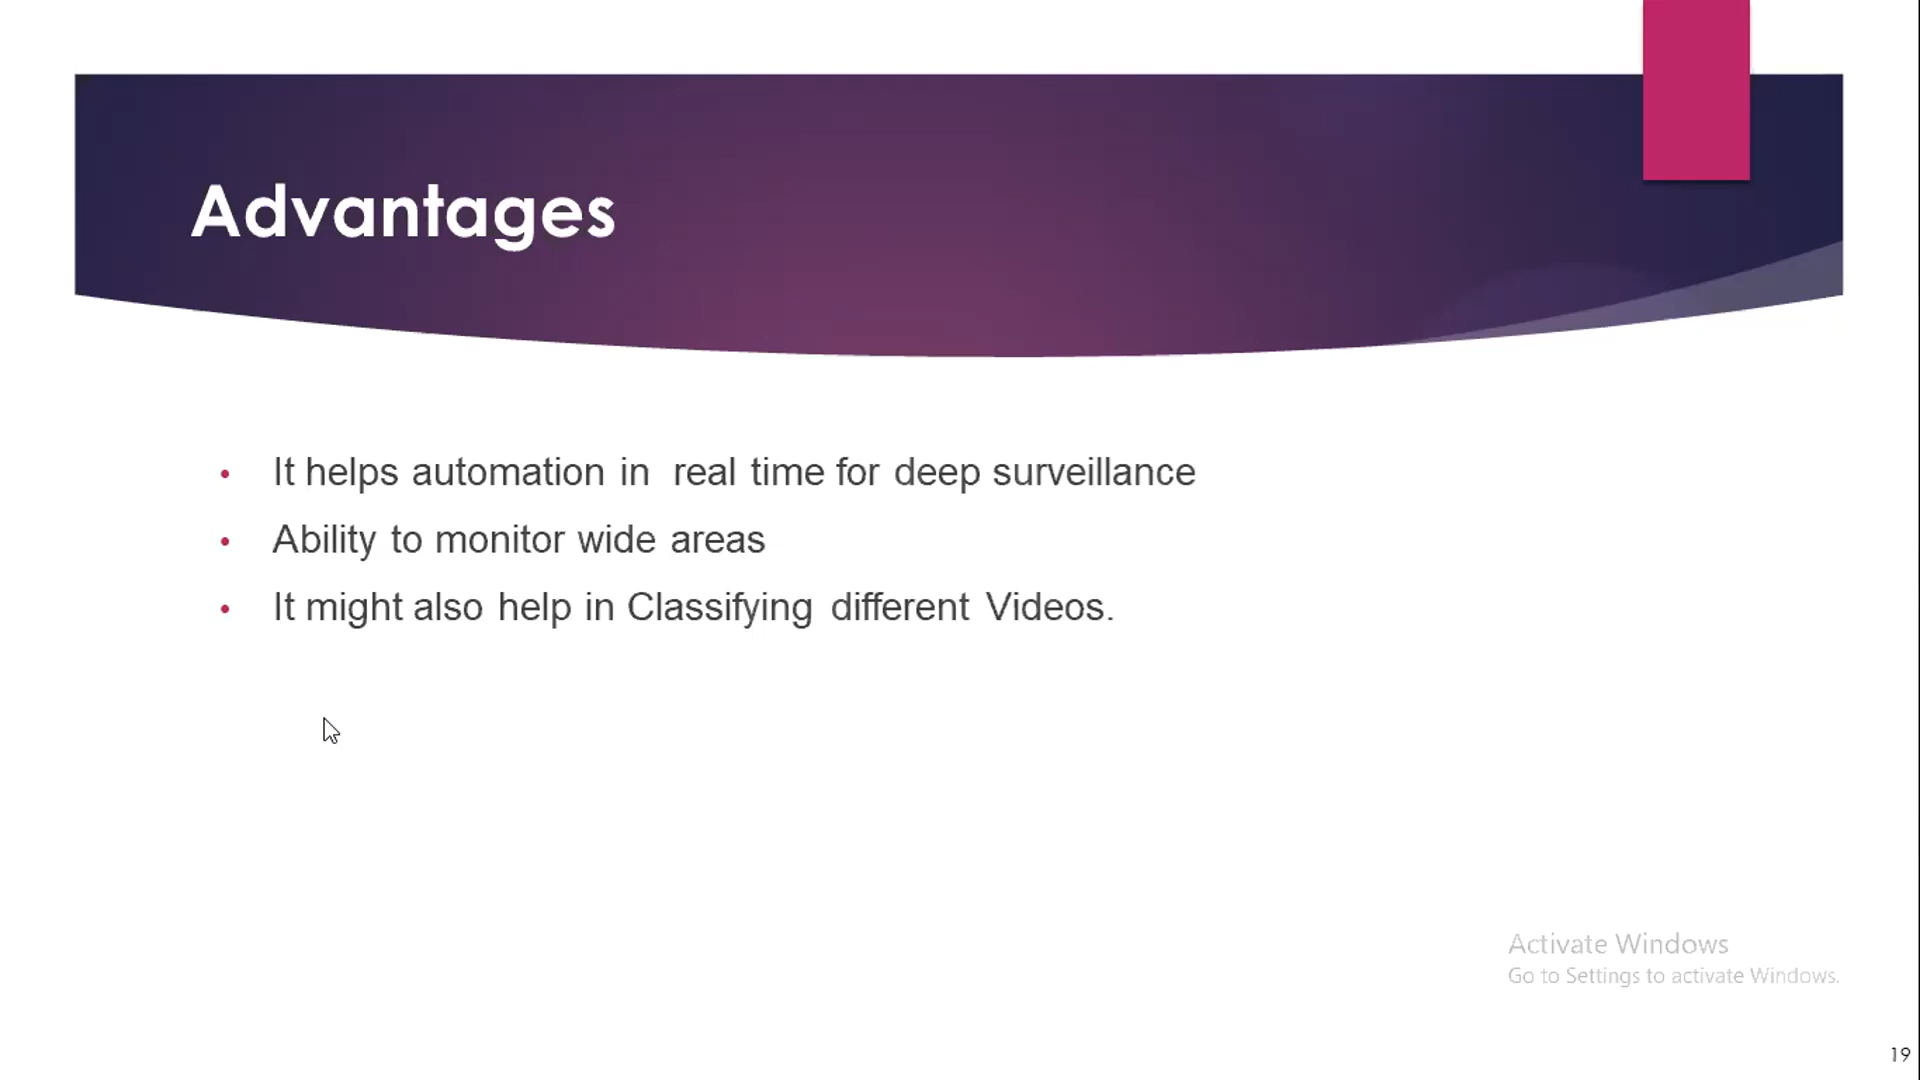 Advantages
• It helps automation in real time for deep surveillance
• Ability to monitor wide areas
• It might also help in Classifying different Videos.
Activate Windows
Go to Settings to activate Windows.
19